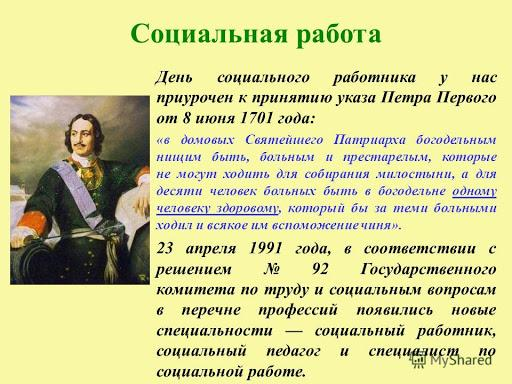 Социальная работа
День социального работника у нас
приурочен к принятию указа Петра Первого
от 8 июня 1701 года:
«в домовых Святейшего Патриарха богодельным
нищим быть, больным и престарелым, которые
не могут ходить для собирания милостыни, а для
десяти человек больных быть в богодельне одному
человеку здоровому, который бы за теми больными
ходил и всякое им вспоможение чиня».
23 апреля 1991 года, в соответствии с
решением № 92 Государственного
комитета по труду и социальным вопросам
в перечне профессий появились новые
специальности — социальный работник,
социальный педагог и специалист по
социальной работе.
MyShared